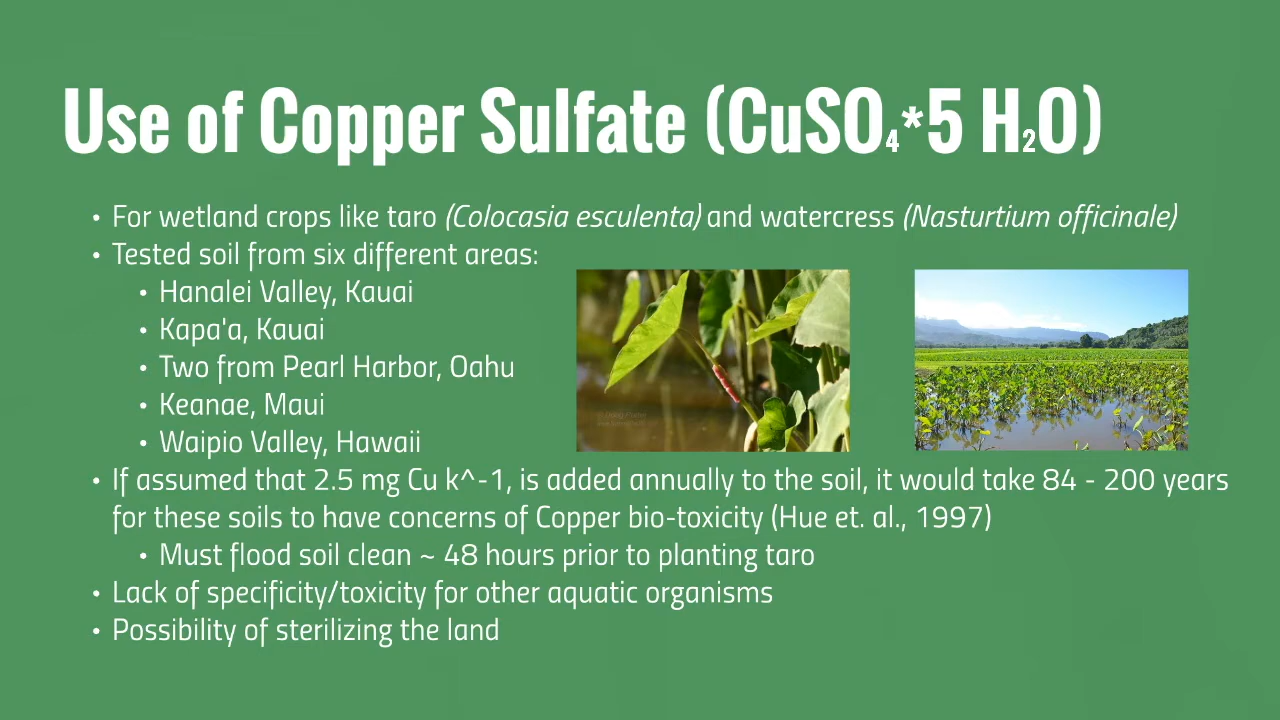 Use of Copper Sulfate (CuSO₄*5 H₂O)
• For wetland crops like taro (Colocasia esculenta) and watercress (Nasturtium officinale)
• Tested soil from six different areas:
• Hanalei Valley, Kauai
• Kapa'a, Kauai
• Two from Pearl Harbor, Oahu
• Keanae, Maui
• Waipio Valley, Hawaii
• If assumed that 2.5 mg Cu k^-1, is added annually to the soil, it would take 84 - 200 years
for these soils to have concerns of Copper bio-toxicity (Hue et. al., 1997)
• Must flood soil clean ~ 48 hours prior to planting taro
• Lack of specificity/toxicity for other aquatic organisms
• Possibility of sterilizing the land